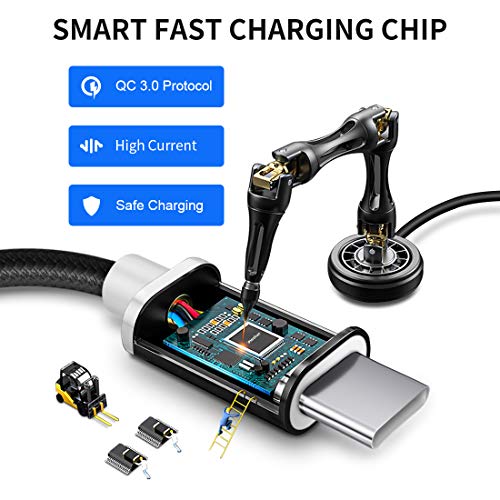 SMART FAST CHARGING CHIP
QC 3.0 Protocol
High Current
Safe Charging